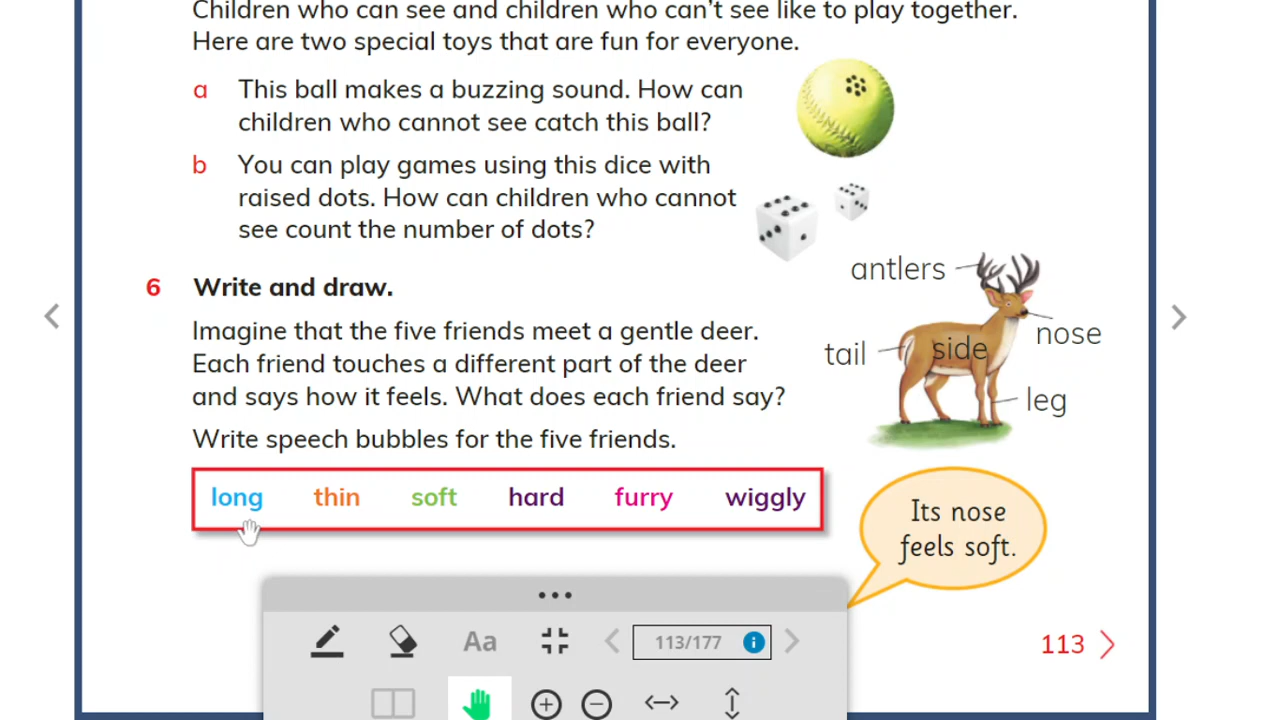 Children who can see and children who can't see like to play together.
Here are two special toys that are fun for everyone.
a This ball makes a buzzing sound. How can
children who cannot see catch this ball?
b You can play games using this dice with
raised dots. How can children who cannot
see count the number of dots?
6 Write and draw.
Imagine that the five friends meet a gentle deer.
Each friend touches a different part of the deer
and says how it feels. What does each friend say?
Write speech bubbles for the five friends.
antlers
nose
tail
side
leg
long thin soft hard furry wiggly
Its nose
feels soft.
113
Aa
113/177